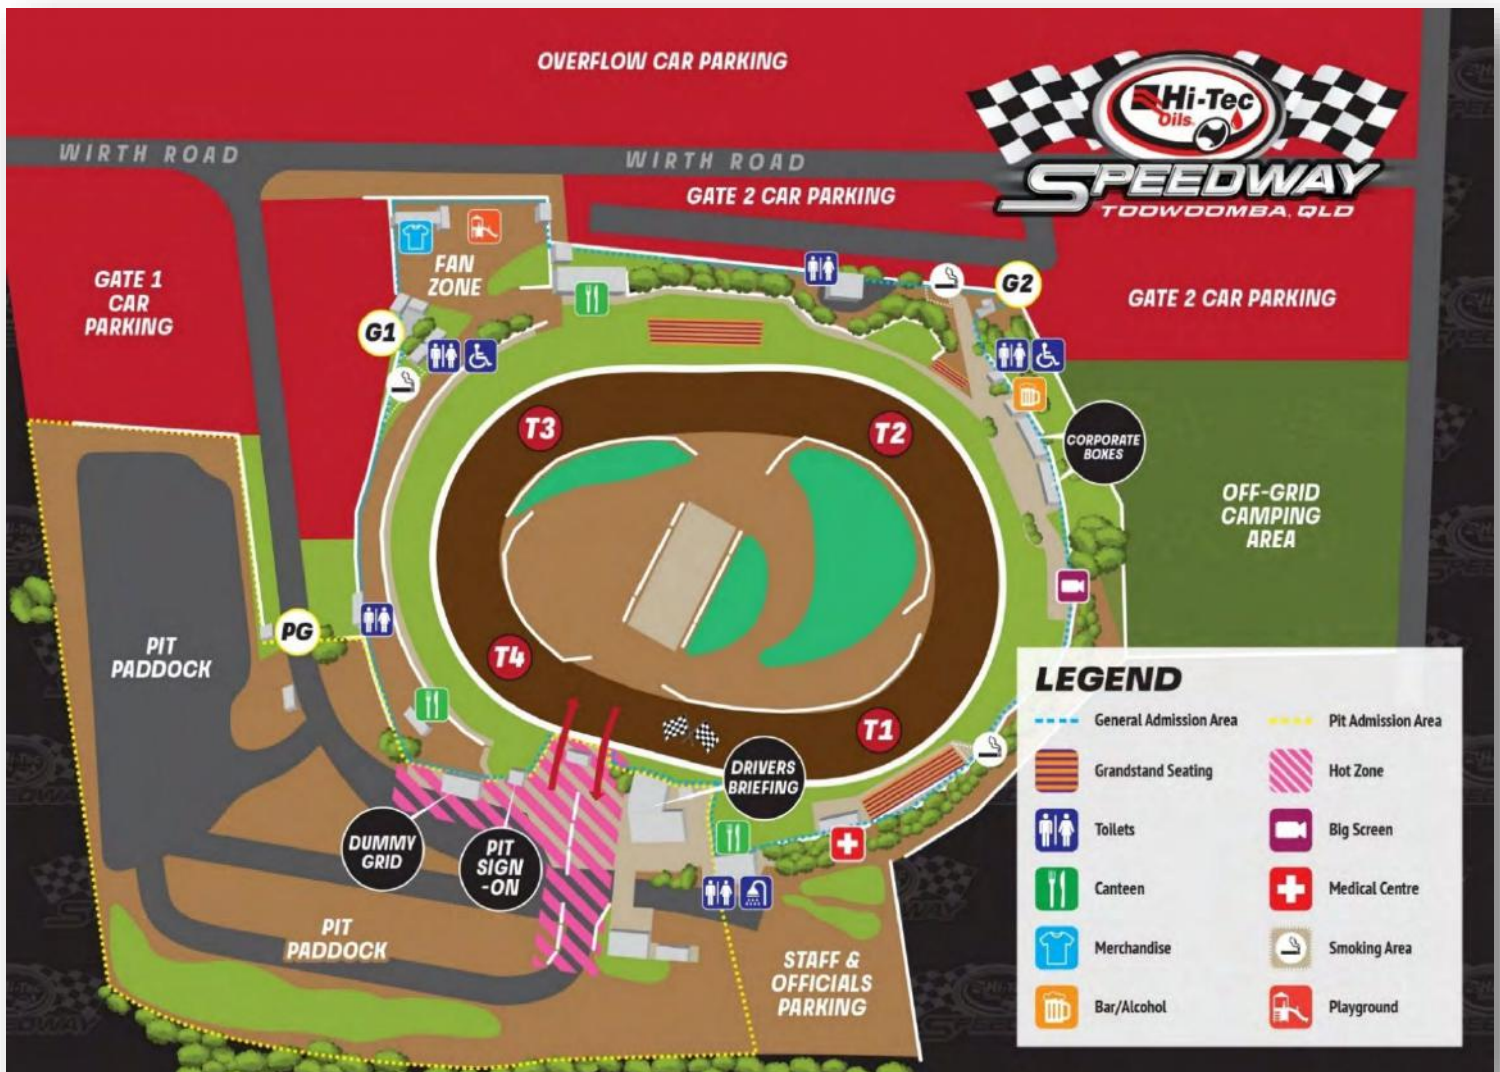 OVERFLOW CAR PARKING
Hi-Tec
Oils
SPEEDWAY
TOOWOOMBA, QLD
WIRTH ROAD
WIRTH ROAD
GATE 2 CAR PARKING
GATE 1
CAR
PARKING
FAN
ZONE
G1
G2
GATE 2 CAR PARKING
T3
T2
CORPORATE
BOXES
OFF-GRID
CAMPING
AREA
PG
PIT
PADDOCK
T4
T1
DRIVERS
BRIEFING
DUMMY
GRID
PIT
SIGN
-ON
PIT
PADDOCK
STAFF &
OFFICIALS
PARKING
LEGEND
General Admission Area
Pit Admission Area
Grandstand Seating
Hot Zone
Toilets
Big Screen
Canteen
Medical Centre
Merchandise
Smoking Area
Bar/Alcohol
Playground